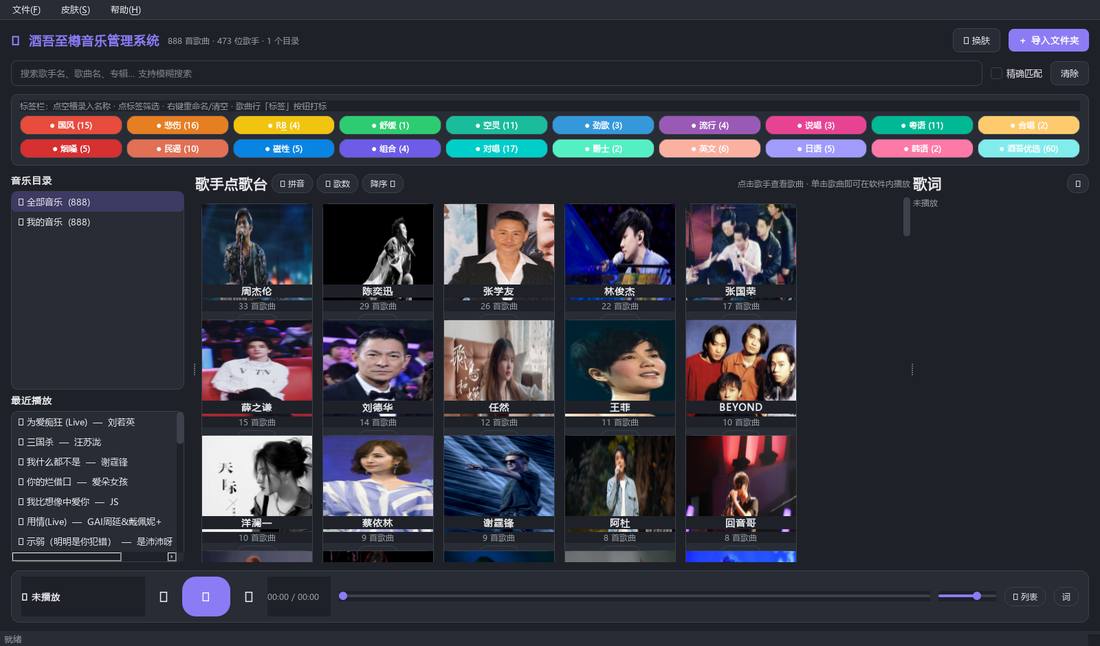 文件(F) 皮肤(S) 帮助(H)
酒吾至樽音乐管理系统 888 首歌曲 · 473 位歌手 · 1 个目录 换肤 + 导入文件夹
搜索歌手名、歌曲名、专辑... 支持模糊搜索 精确匹配 清除
标签栏: 点空槽录入名称 · 点标签筛选 · 右键重命名/清空 · 歌曲行「标签」按钮打标
● 国风 (15) ● 悲伤 (16) ● RB (4) ● 舒缓 (1) ● 空灵 (11) ● 劲歌 (3) ● 流行 (4) ● 说唱 (3) ● 粤语 (11) ● 合唱 (2)
● 烟嗓 (5) ● 民谣 (10) ● 磁性 (5) ● 组合 (4) ● 对唱 (17) ● 爵士 (2) ● 英文 (6) ● 日语 (5) ● 韩语 (2) ● 酒吾优选 (60)
音乐目录
全部音乐 (888)
我的音乐 (888)
最近播放
为爱痴狂 (Live) — 刘若英
三国杀 — 汪苏泷
我什么都不是 — 谢霆锋
你的烂借口 — 爱朵女孩
我比想像中爱你 — JS
用情(Live) — GAI周延&戴佩妮+
示弱(明明是你犯错) — 是沛沛呀
歌手点歌台 拼音 歌数 降序 点击歌手查看歌曲 · 单击歌曲即可在软件内播放
周杰伦 陈奕迅 张学友 林俊杰 张国荣
33 首歌曲 29 首歌曲 26 首歌曲 22 首歌曲 17 首歌曲
薛之谦 刘德华 任然 王菲 BEYOND
15 首歌曲 14 首歌曲 12 首歌曲 11 首歌曲 10 首歌曲
天际
洋澜一 蔡依林 谢霆锋 阿杜 回音哥
10 首歌曲 9 首歌曲 9 首歌曲 8 首歌曲 8 首歌曲
歌词
未播放
未播放 00:00 / 00:00 列表 词
就绪